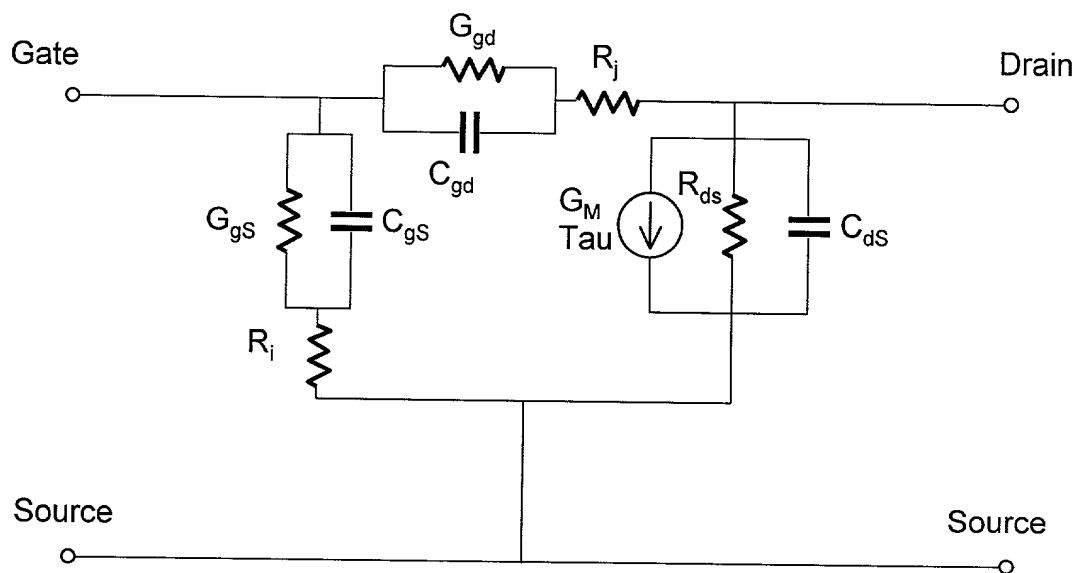 Gate
G_gd
R_j
Drain
C_gd
G_gS
C_gS
R_i
G_M
Tau
R_ds
C_dS
Source
Source